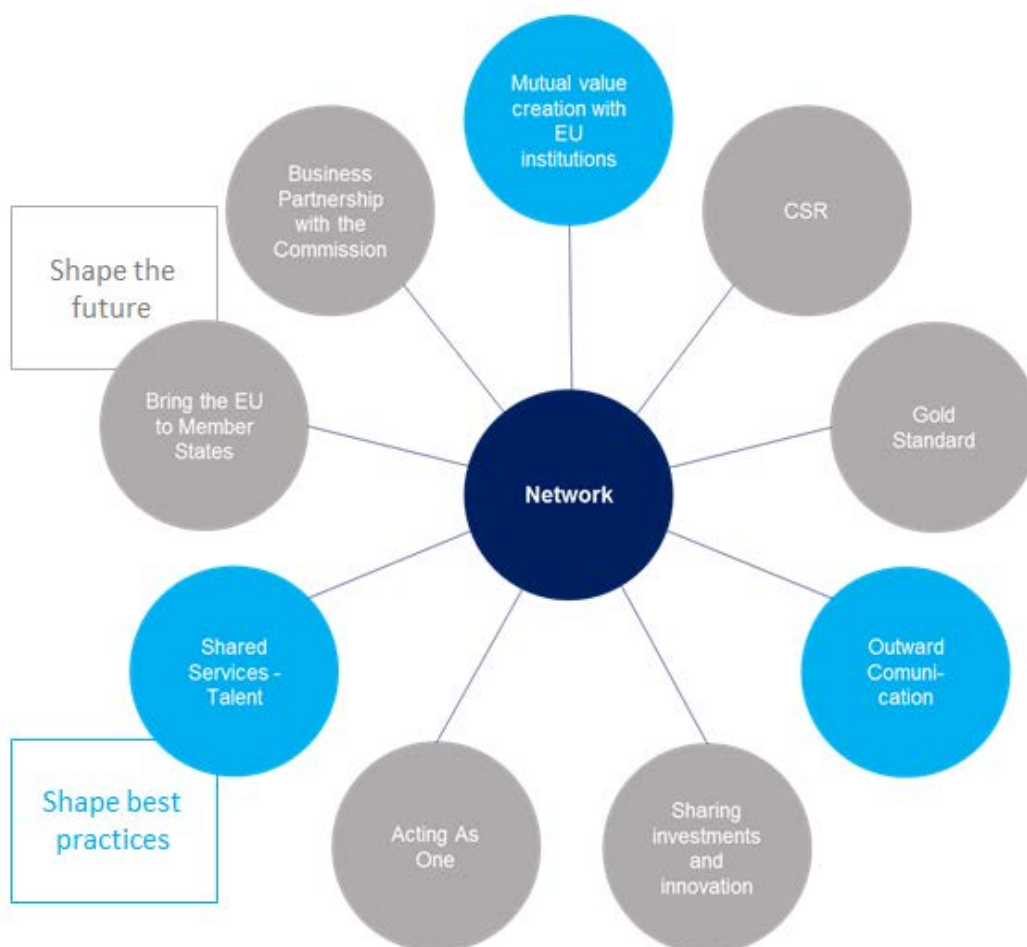 Mutual value
creation with
EU
institutions
Business
Partnership
with the
Commission
CSR
Shape the
future
Bring the EU
to Member
States
Gold
Standard
Network
Shared
Services -
Talent
Outward
Comuni-
cation
Shape best
practices
Acting As
One
Sharing
investments
and
innovation